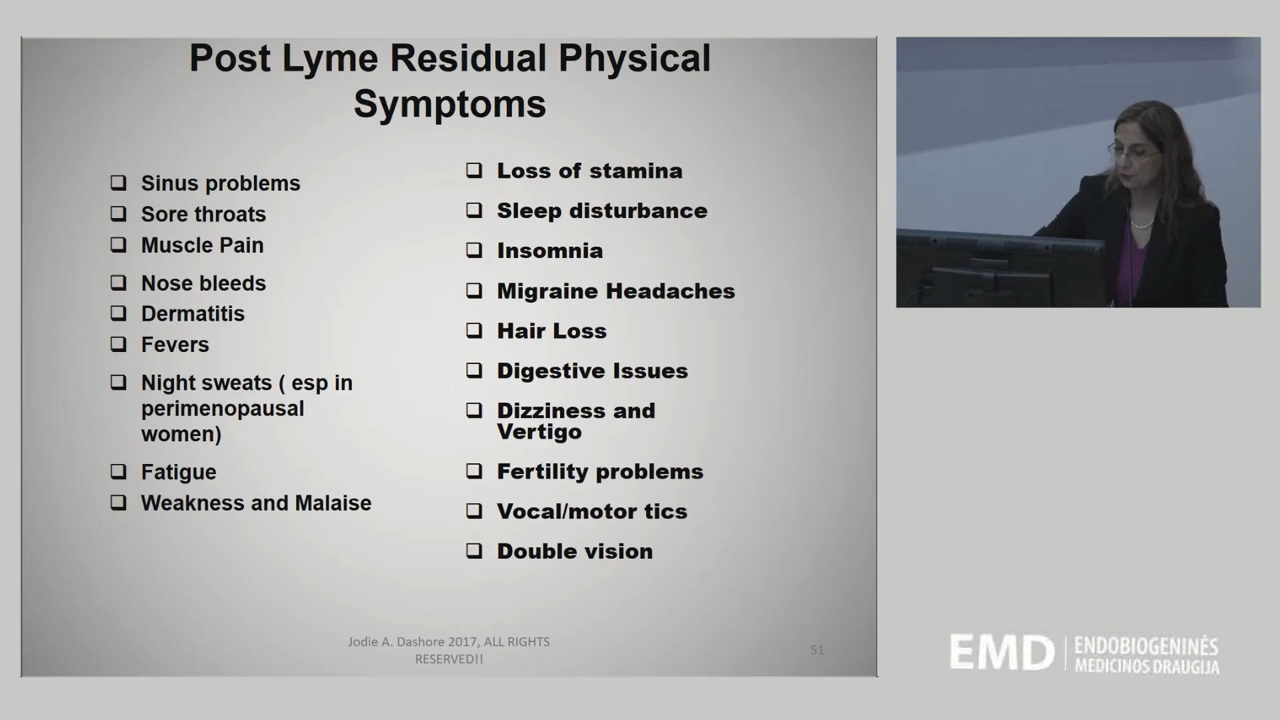 Post Lyme Residual Physical
Symptoms
❑ Sinus problems
❑ Sore throats
❑ Muscle Pain
❑ Nose bleeds
❑ Dermatitis
❑ Fevers
❑ Night sweats ( esp in
perimenopausal
women)
❑ Fatigue
❑ Weakness and Malaise
❑ Loss of stamina
❑ Sleep disturbance
❑ Insomnia
❑ Migraine Headaches
❑ Hair Loss
❑ Digestive Issues
❑ Dizziness and
Vertigo
❑ Fertility problems
❑ Vocal/motor tics
❑ Double vision
Jodie A. Dashore 2017, ALL RIGHTS
RESERVED!!
51
EMD
ENDOBIOGENINĖS
MEDICINOS DRAUGIJA